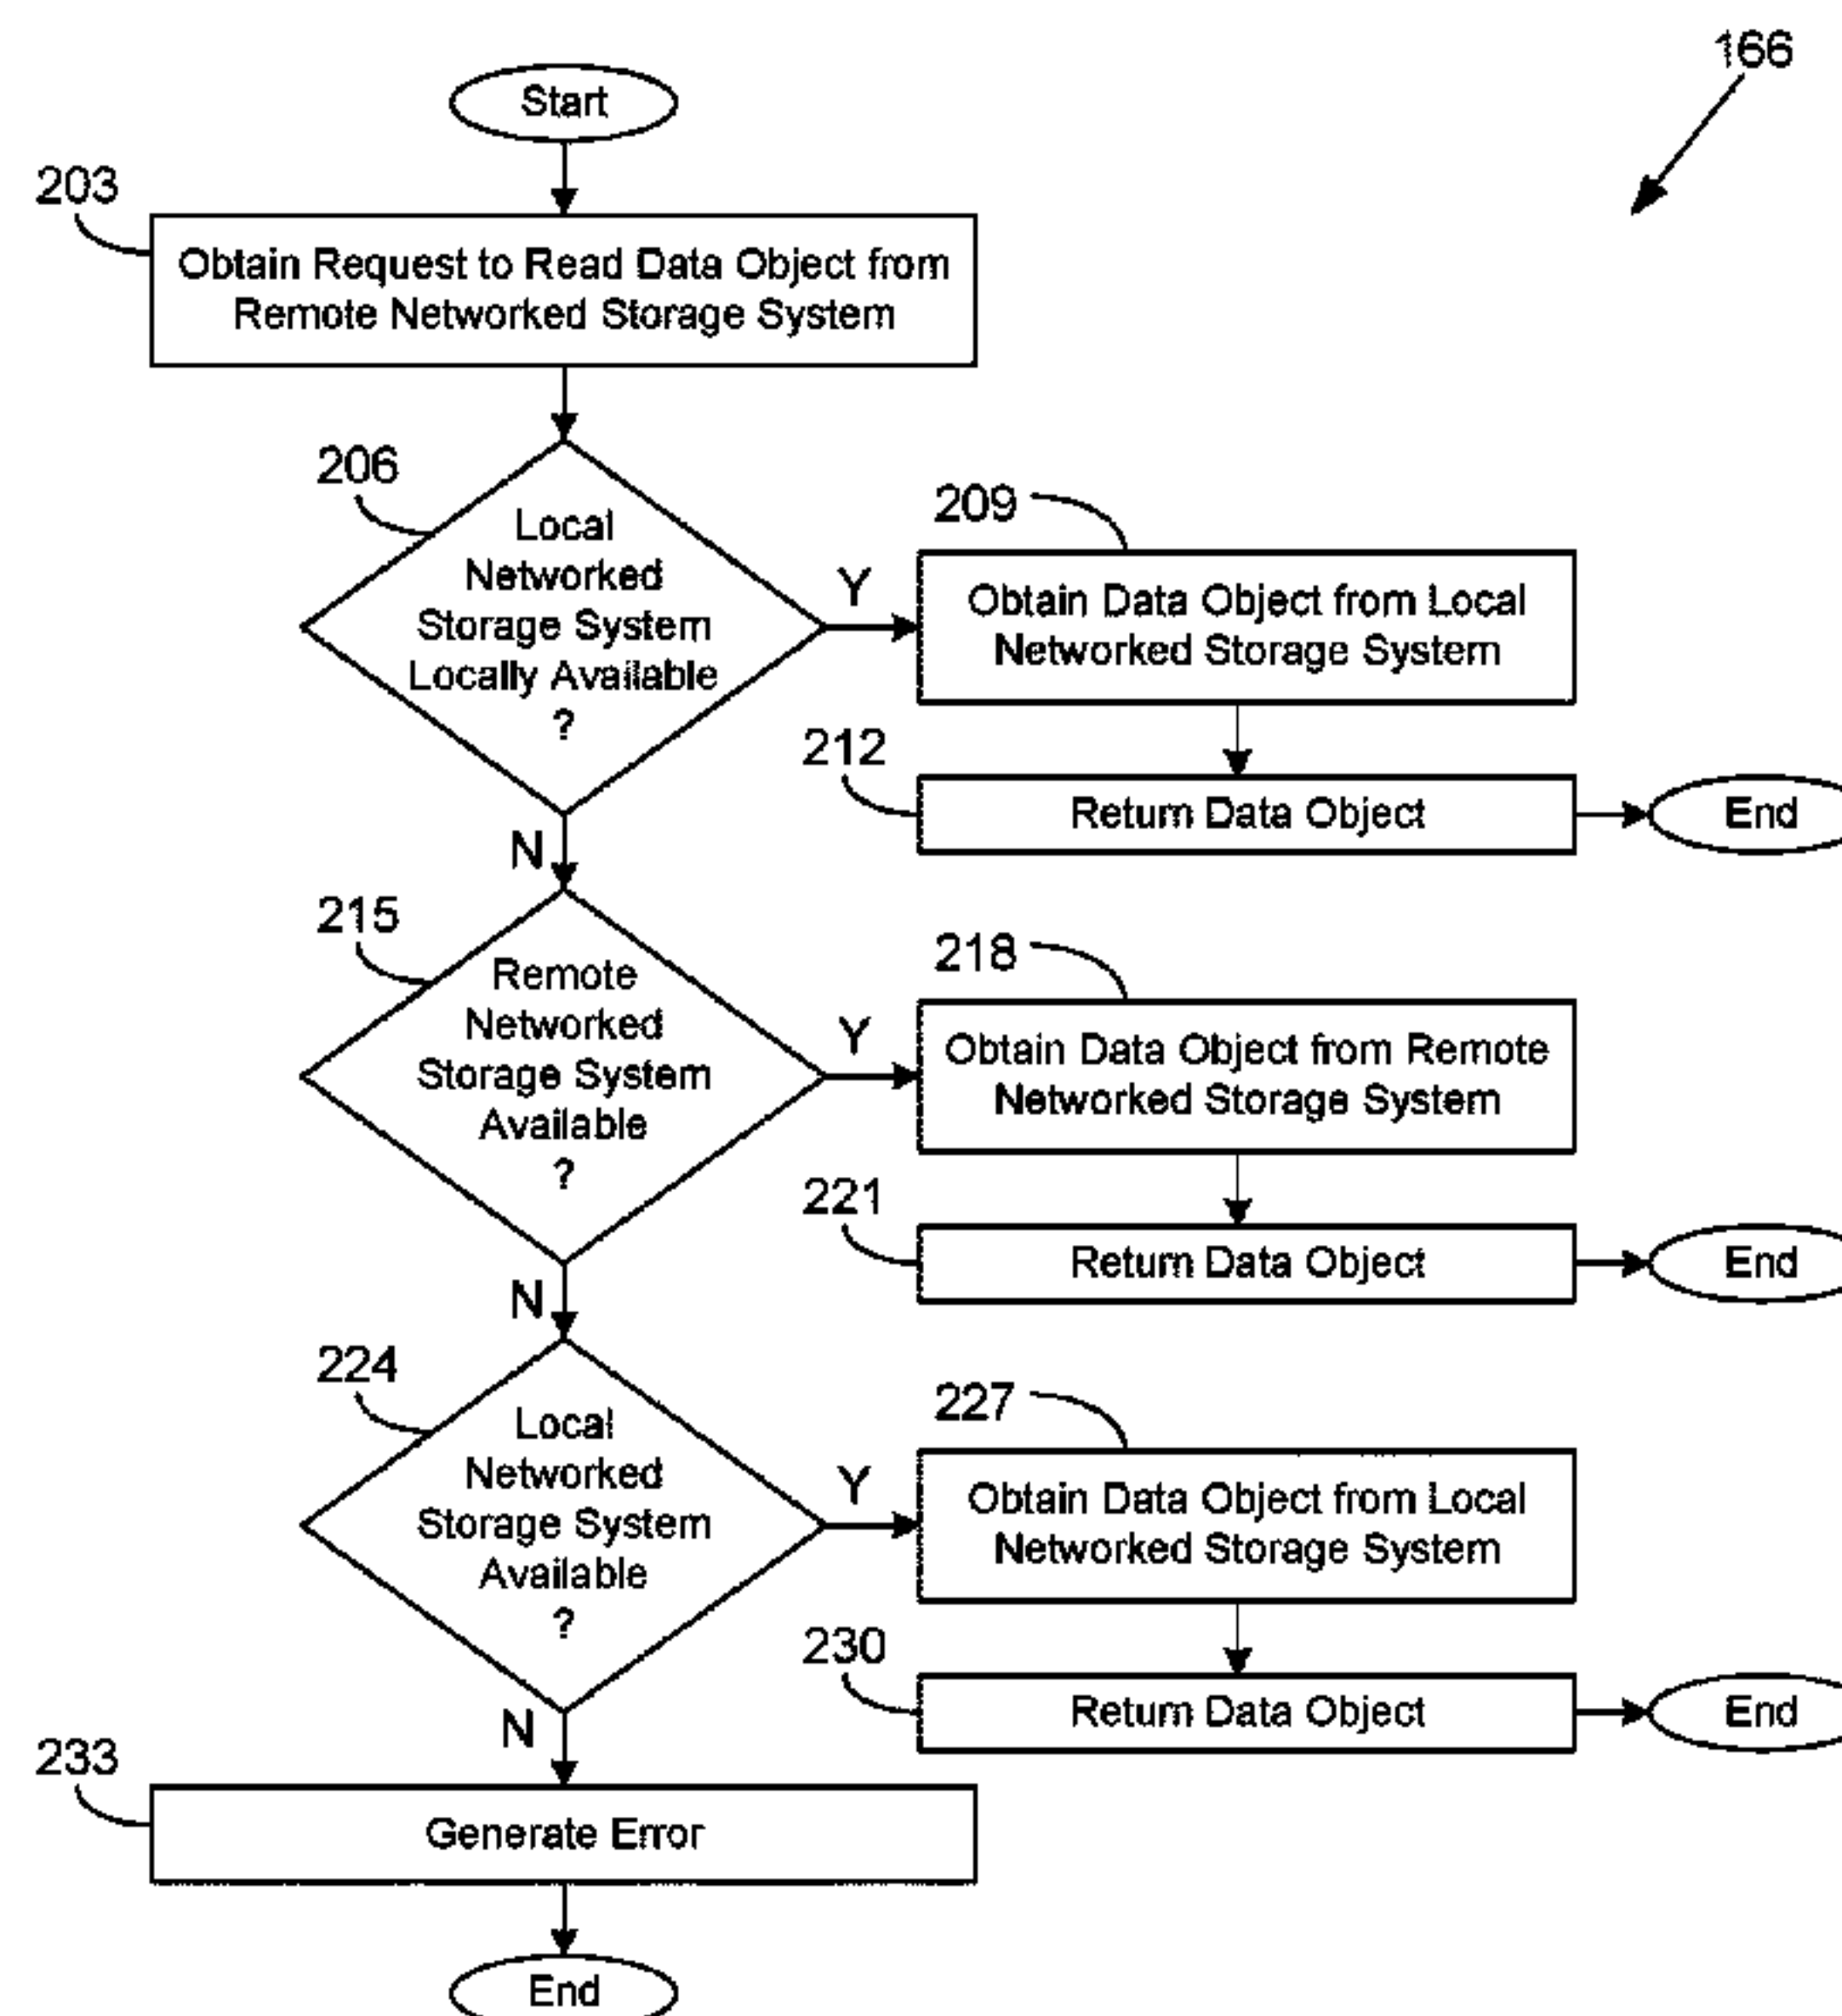 166
Start
203
Obtain Request to Read Data Object from
Remote Networked Storage System
206
Local
Networked
Storage System
Locally Available
?
Y
209
Obtain Data Object from Local
Networked Storage System
212
Return Data Object
End
N
215
Remote
Networked
Storage System
Available
?
Y
218
Obtain Data Object from Remote
Networked Storage System
221
Return Data Object
End
N
224
Local
Networked
Storage System
Available
?
Y
227
Obtain Data Object from Local
Networked Storage System
230
Return Data Object
End
N
233
Generate Error
End